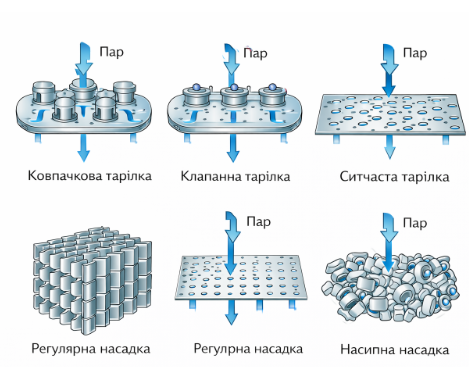 Пар
Пар
Пар
Ковпачкова тарілка
Клапанна тарілка
Ситчаста тарілка
Пар
Пар
Регулярна насадка
Регулрна насадка
Насипна насадка